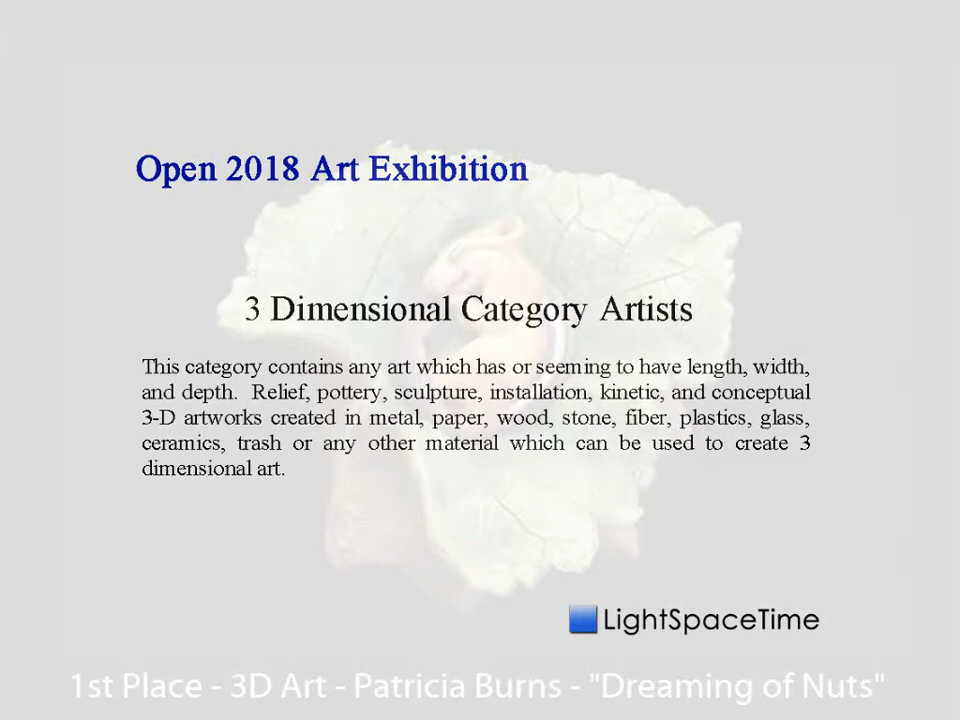 Open 2018 Art Exhibition
3 Dimensional Category Artists
This category contains any art which has or seeming to have length, width,
and depth. Relief, pottery, sculpture, installation, kinetic, and conceptual
3-D artworks created in metal, paper, wood, stone, fiber, plastics, glass,
ceramics, trash or any other material which can be used to create 3
dimensional art.
LightSpaceTime
1st Place - 3D Art - Patricia Burns - "Dreaming of Nuts"